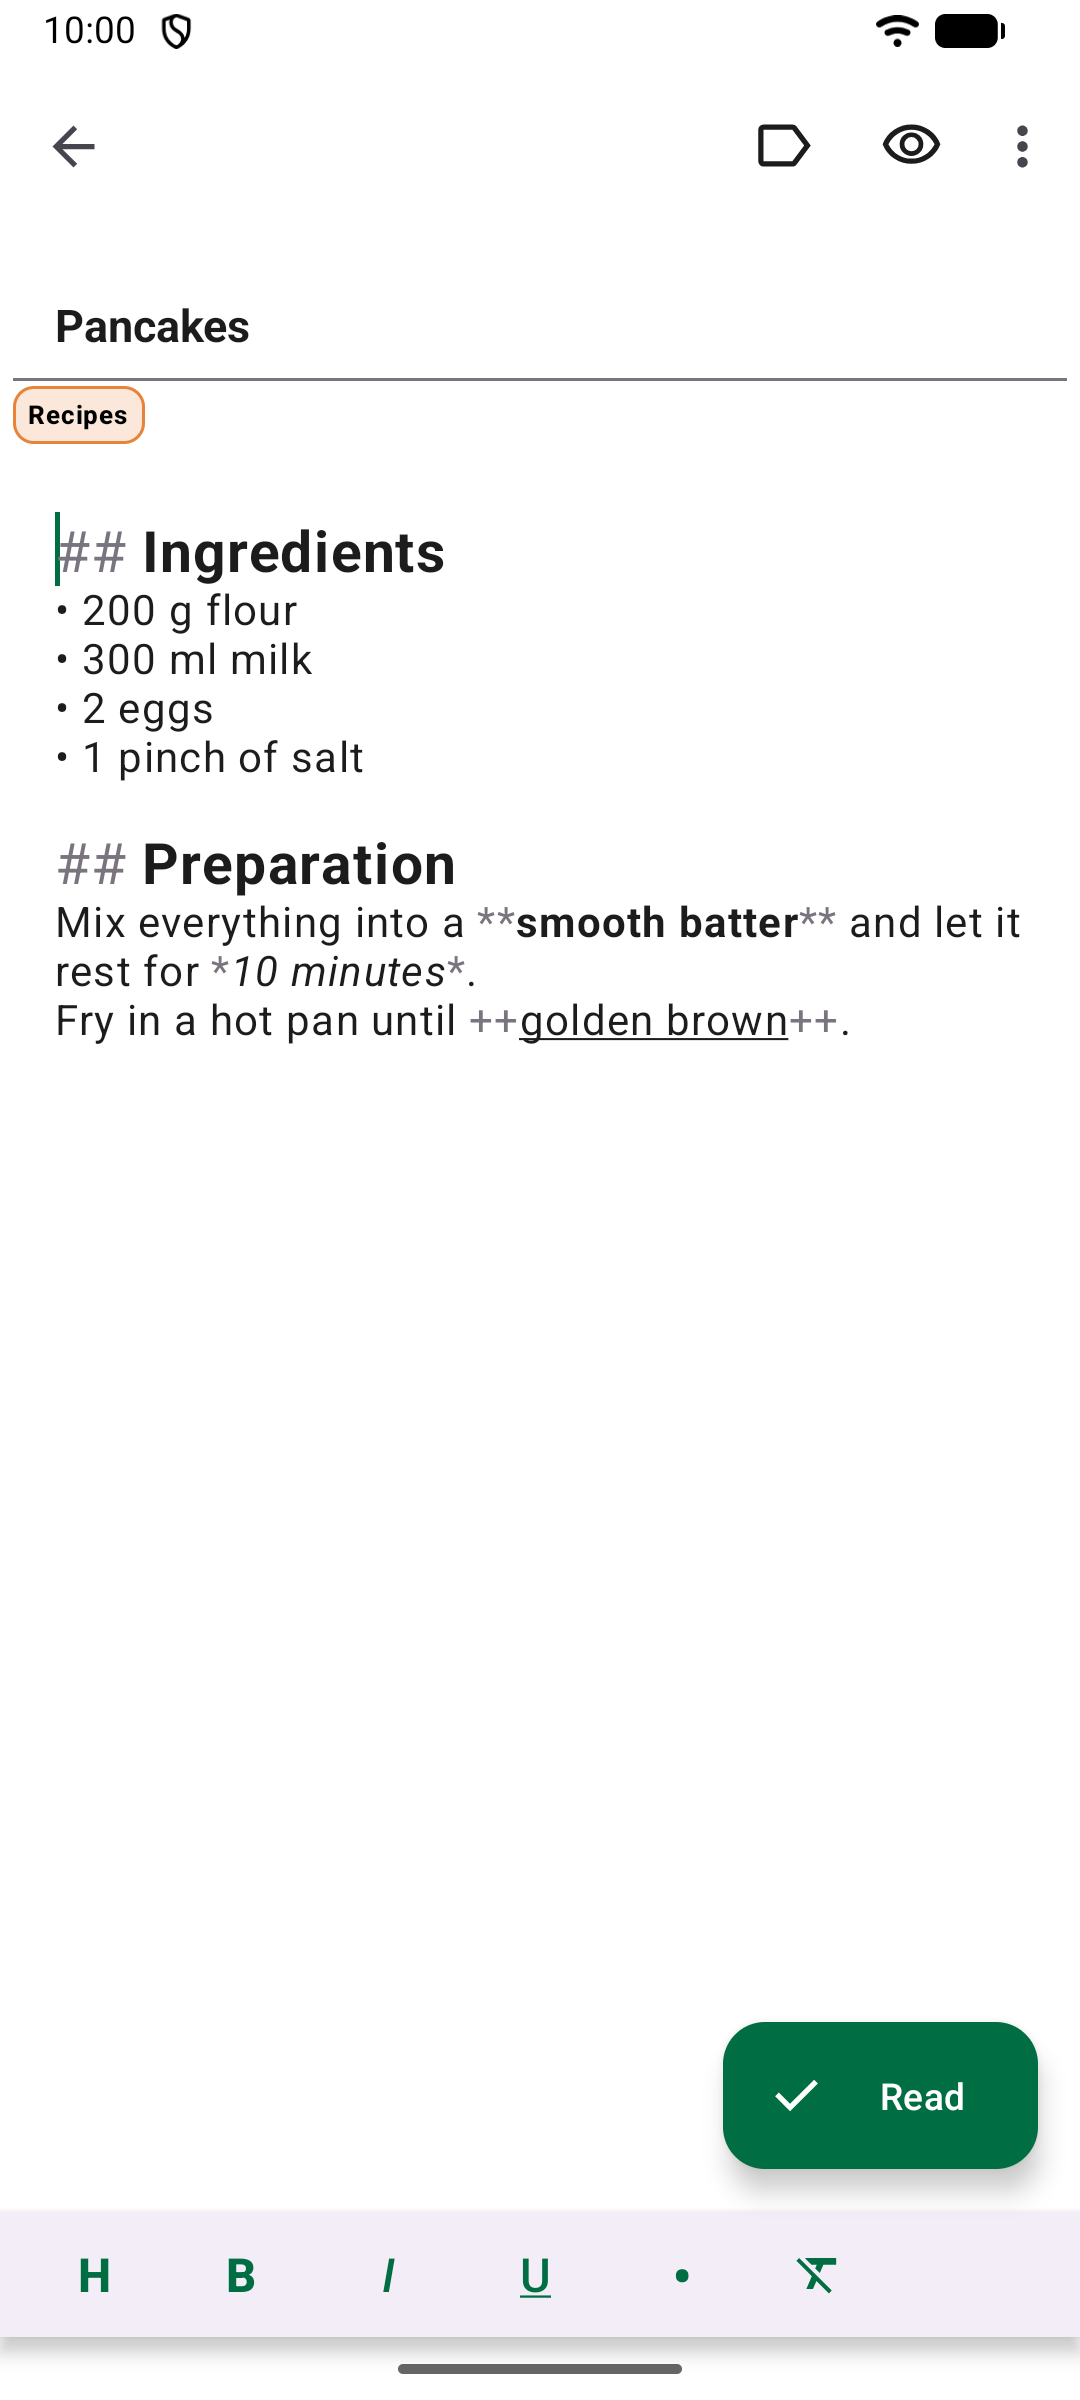 10:00
Pancakes
Recipes
## Ingredients
• 200 g flour
• 300 ml milk
• 2 eggs
• 1 pinch of salt
## Preparation
Mix everything into a **smooth batter** and let it
rest for *10 minutes*.
Fry in a hot pan until ++golden brown++.
Read
H B I U •